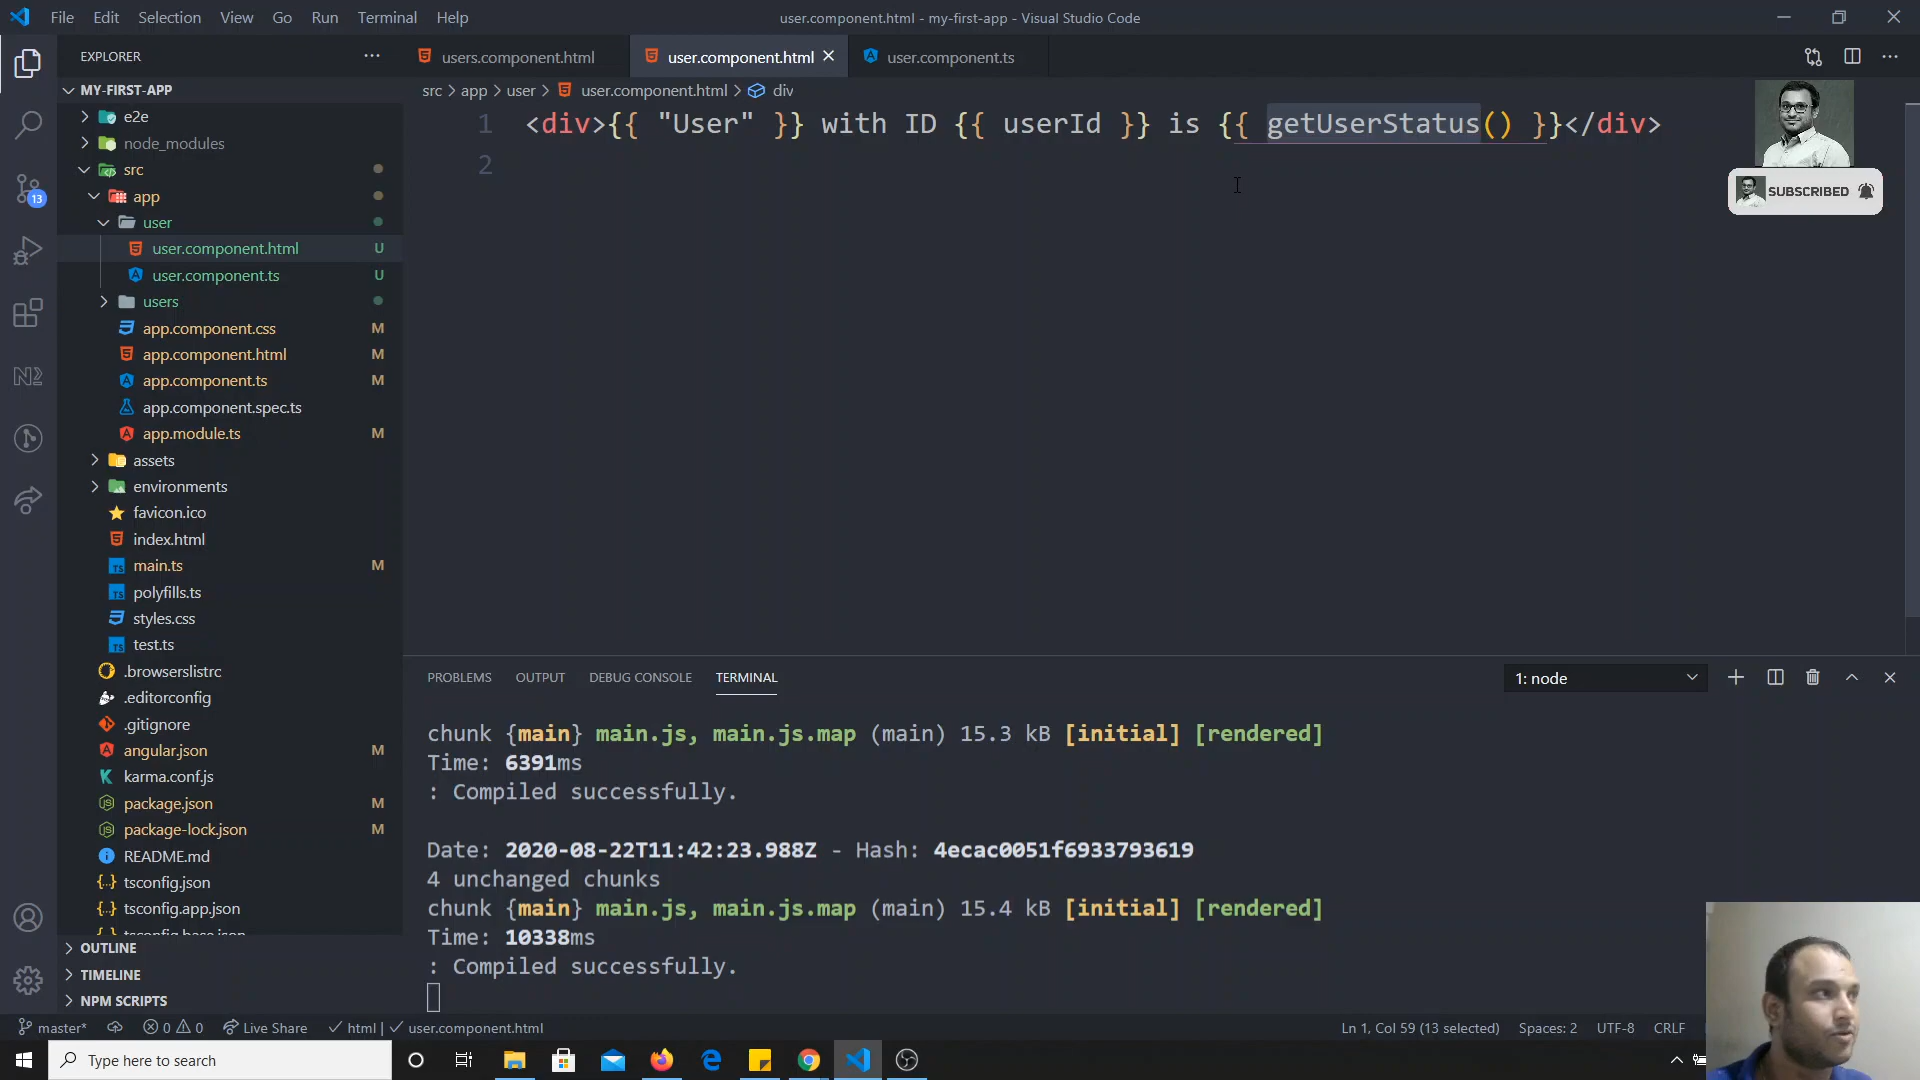 File Edit Selection View Go Run Terminal Help
user.component.html - my-first-app - Visual Studio Code
EXPLORER
users.component.html
user.component.html
user.component.ts
MY-FIRST-APP
e2e
node_modules
src
app
user
user.component.html U
user.component.ts U
users
app.component.css M
app.component.html M
app.component.ts M
app.component.spec.ts
app.module.ts M
assets
environments
favicon.ico
index.html
main.ts M
polyfills.ts
styles.css
test.ts
.browserslistrc
.editorconfig
.gitignore
angular.json M
karma.conf.js
package.json M
package-lock.json M
README.md
tsconfig.json
tsconfig.app.json
tsconfig.base.json
OUTLINE
TIMELINE
NPM SCRIPTS
13
src > app > user > user.component.html > div
1 <div>{{ "User" }} with ID {{ userId }} is {{ getUserStatus() }}</div>
2
SUBSCRIBED
PROBLEMS OUTPUT DEBUG CONSOLE TERMINAL
1: node
chunk {main} main.js, main.js.map (main) 15.3 kB [initial] [rendered]
Time: 6391ms
: Compiled successfully.
Date: 2020-08-22T11:42:23.988Z - Hash: 4ecac0051f6933793619
4 unchanged chunks
chunk {main} main.js, main.js.map (main) 15.4 kB [initial] [rendered]
Time: 10338ms
: Compiled successfully.
master* 0 0 Live Share html | user.component.html
Ln 1, Col 59 (13 selected) Spaces: 2 UTF-8 CRLF
Type here to search